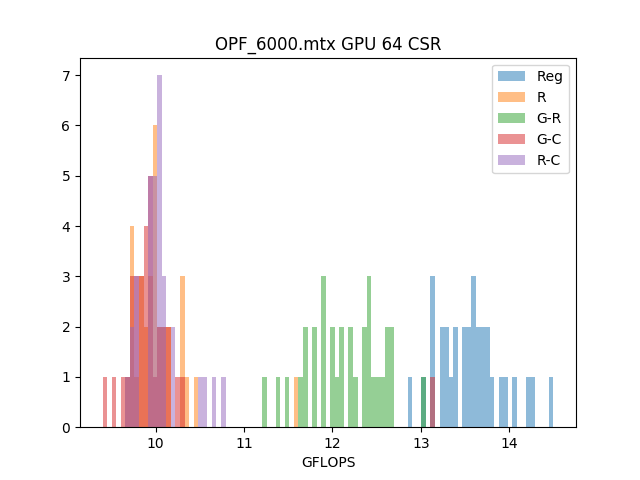 OPF_6000.mtx GPU 64 CSR
Reg
R
G-R
G-C
R-C
7
6
5
4
3
2
1
0
10 11 12 13 14
GFLOPS